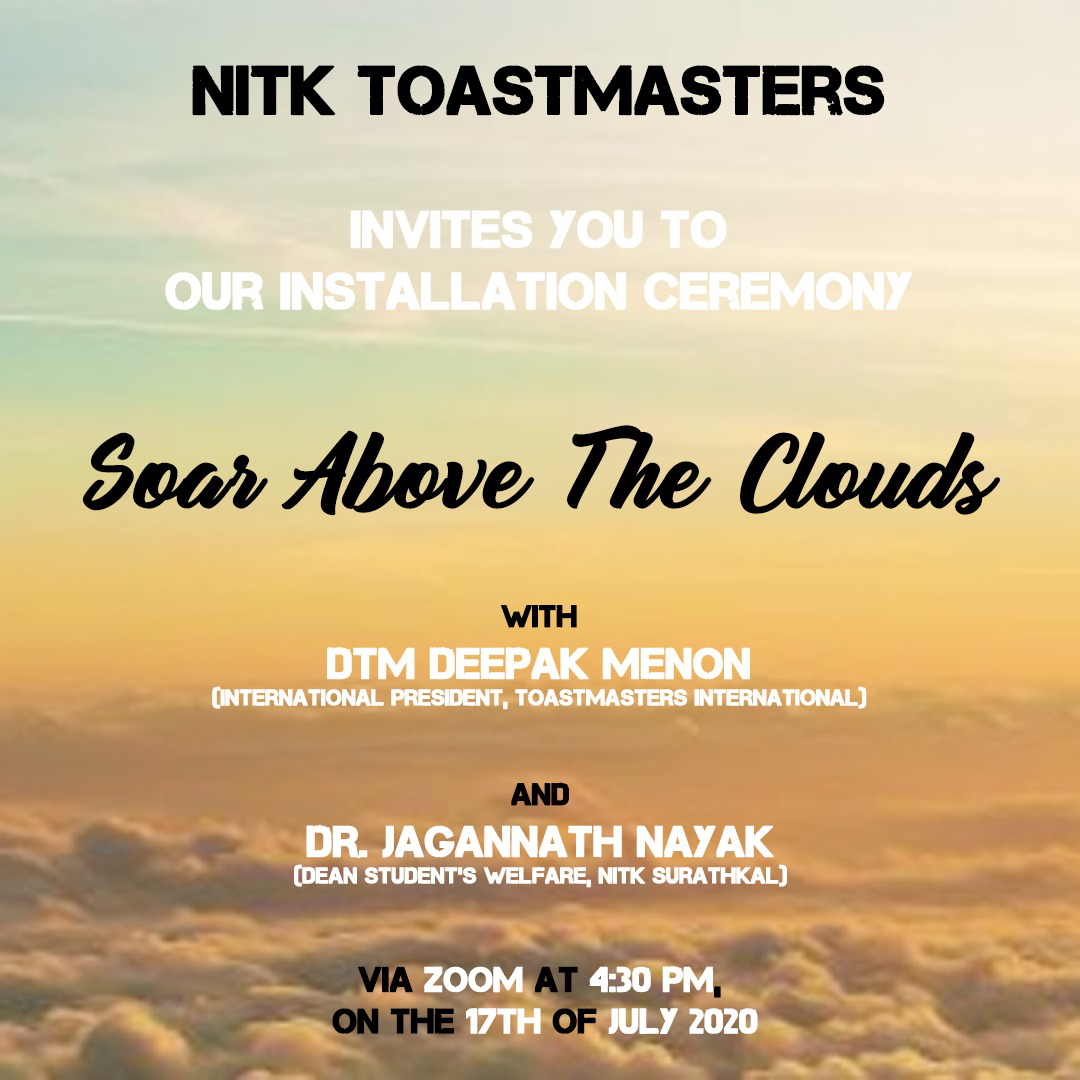 NITK TOASTMASTERS
INVITES YOU TO
OUR INSTALLATION CEREMONY
Soar Above The Clouds
WITH
DTM DEEPAK MENON
(INTERNATIONAL PRESIDENT, TOASTMASTERS INTERNATIONAL)
AND
DR. JAGANNATH NAYAK
(DEAN STUDENT'S WELFARE, NITK SURATHKAL)
VIA ZOOM AT 4:30 PM,
ON THE 17TH OF JULY 2020